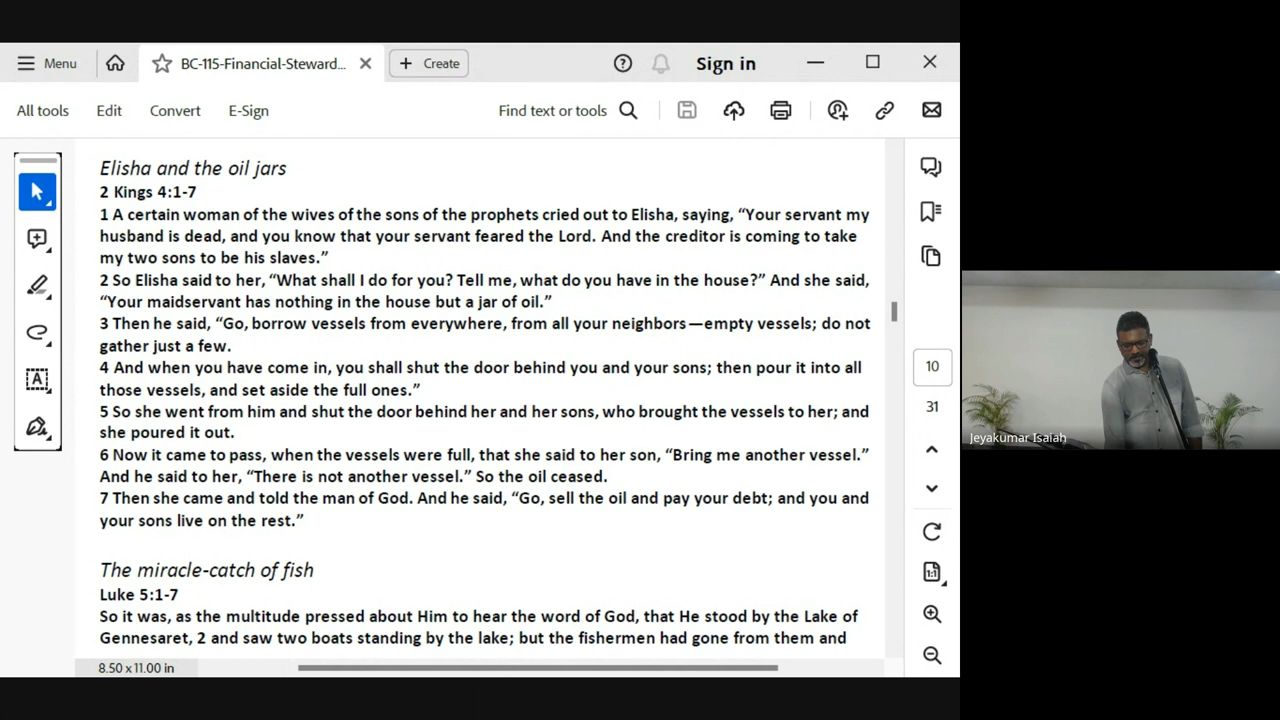 Menu
BC-115-Financial-Steward...
Create
Sign in
All tools
Edit
Convert
E-Sign
Find text or tools
Elisha and the oil jars
2 Kings 4:1-7
1 A certain woman of the wives of the sons of the prophets cried out to Elisha, saying, “Your servant my
husband is dead, and you know that your servant feared the Lord. And the creditor is coming to take
my two sons to be his slaves.”
2 So Elisha said to her, “What shall I do for you? Tell me, what do you have in the house?” And she said,
“Your maidservant has nothing in the house but a jar of oil.”
3 Then he said, “Go, borrow vessels from everywhere, from all your neighbors—empty vessels; do not
gather just a few.
4 And when you have come in, you shall shut the door behind you and your sons; then pour it into all
those vessels, and set aside the full ones.”
5 So she went from him and shut the door behind her and her sons, who brought the vessels to her; and
she poured it out.
6 Now it came to pass, when the vessels were full, that she said to her son, “Bring me another vessel.”
And he said to her, “There is not another vessel.” So the oil ceased.
7 Then she came and told the man of God. And he said, “Go, sell the oil and pay your debt; and you and
your sons live on the rest.”
The miracle-catch of fish
Luke 5:1-7
So it was, as the multitude pressed about Him to hear the word of God, that He stood by the Lake of
Gennesaret, 2 and saw two boats standing by the lake; but the fishermen had gone from them and
8.50 x 11.00 in
10
31
1:1
Jeyakumar Isaiah